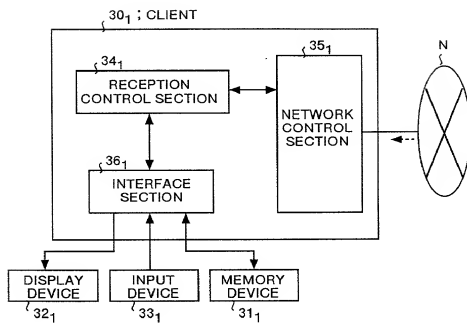 30₁ ; CLIENT
34₁
RECEPTION
CONTROL SECTION
35₁
NETWORK
CONTROL
SECTION
N
36₁
INTERFACE
SECTION
DISPLAY
DEVICE
32₁
INPUT
DEVICE
33₁
MEMORY
DEVICE
31₁